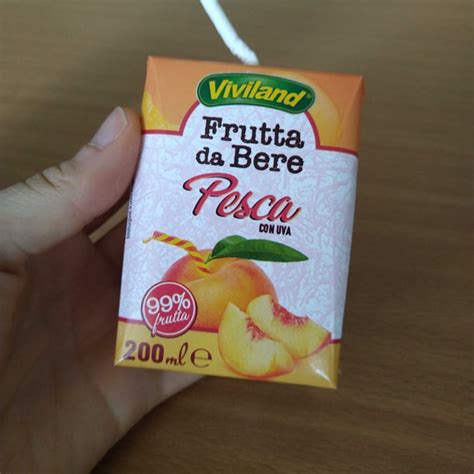 Viviland
Frutta
da Bere
Pesca
CON UVA
99%
frutta
200 ml ℮